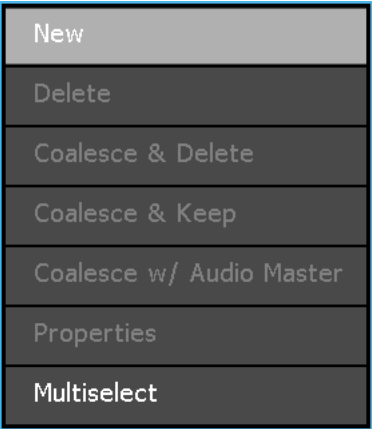 New
Delete
Coalesce & Delete
Coalesce & Keep
Coalesce w/ Audio Master
Properties
Multiselect